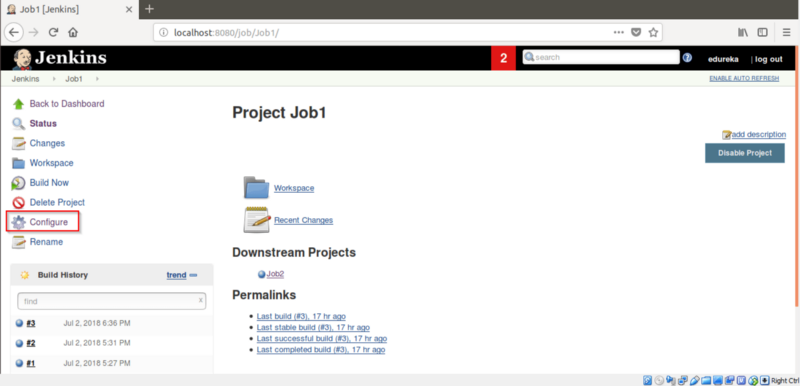 Job1 [Jenkins]
localhost:8080/job/Job1/
Jenkins
2
search
edureka
| log out
Jenkins
Job1
ENABLE AUTO REFRESH
Back to Dashboard
Status
Changes
Workspace
Build Now
Delete Project
Configure
Rename
Build History
trend
find
x
#3
Jul 2, 2018 6:36 PM
#2
Jul 2, 2018 5:31 PM
#1
Jul 2, 2018 5:27 PM
Project Job1
add description
Disable Project
Workspace
Recent Changes
Downstream Projects
Job2
Permalinks
Last build (#3), 17 hr ago
Last stable build (#3), 17 hr ago
Last successful build (#3), 17 hr ago
Last completed build (#3), 17 hr ago
Right Ctrl